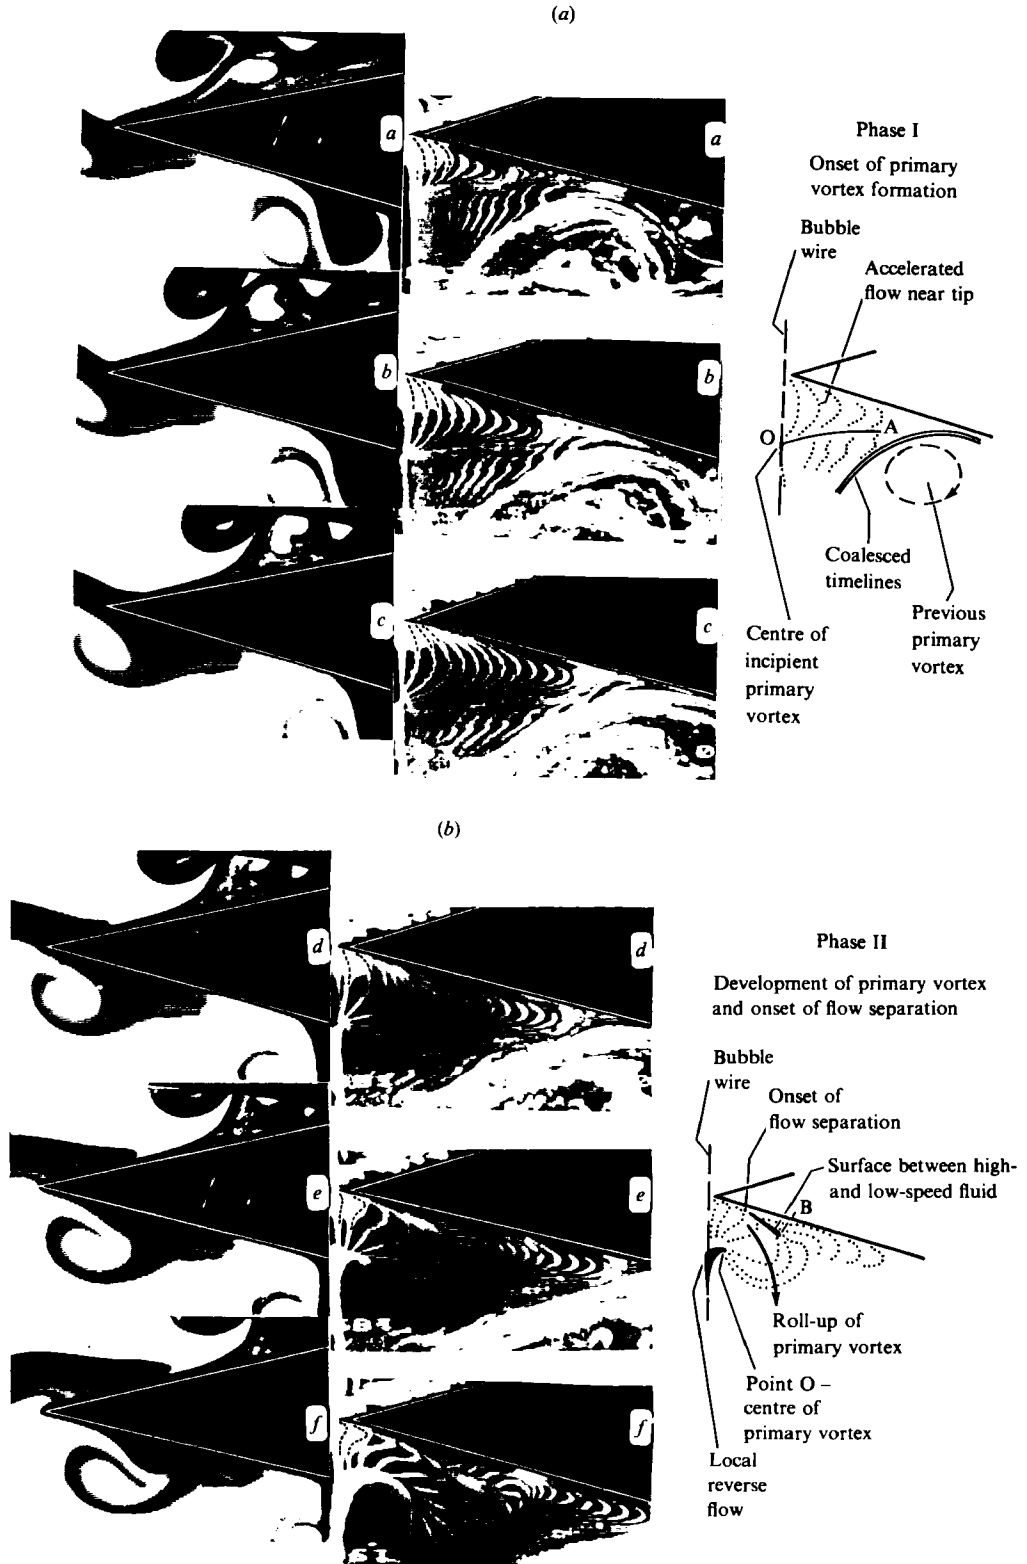 (a)
a
a
Phase I
Onset of primary
vortex formation
Bubble
wire
Accelerated
flow near tip
b
b
A
O
Coalesced
timelines
Previous
primary
vortex
c
c
Centre of
incipient
primary
vortex
(b)
d
d
Phase II
Development of primary vortex
and onset of flow separation
Bubble
wire
Onset of
flow separation
Surface between high-
and low-speed fluid
e
e
B
Roll-up of
primary vortex
Point O –
centre of
primary vortex
f
f
Local
reverse
flow